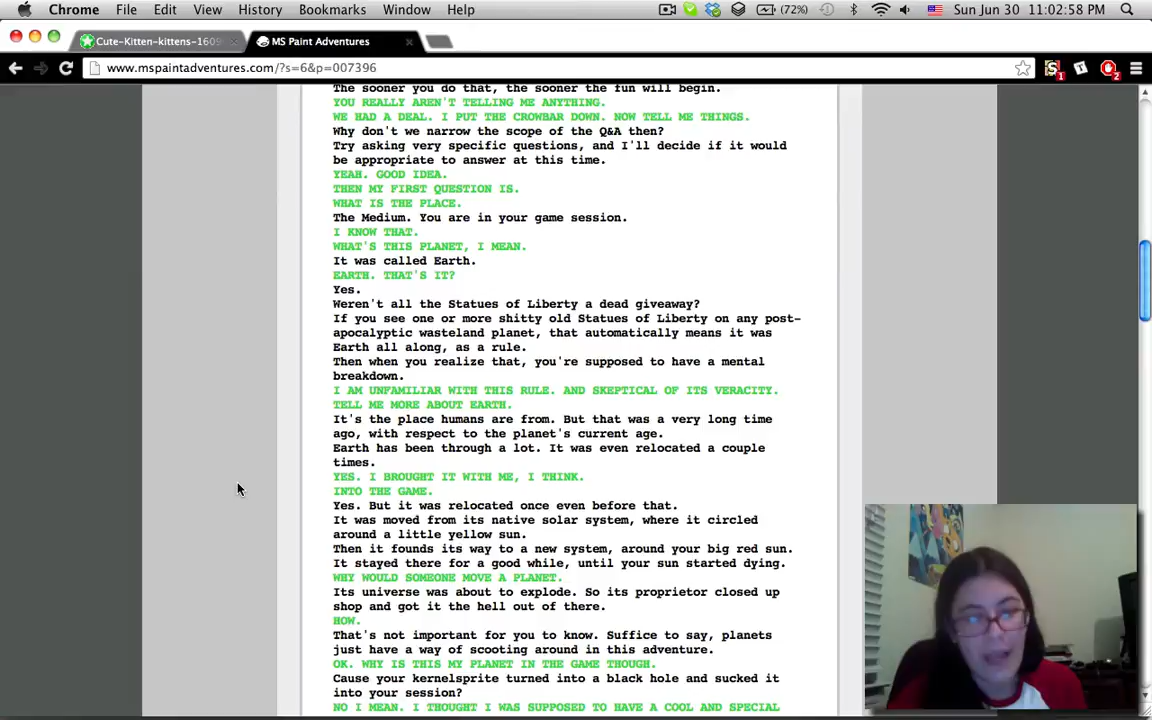 Chrome File Edit View History Bookmarks Window Help (72%) Sun Jun 30 11:02:58 PM
Cute-Kitten-kittens-1609 MS Paint Adventures
www.mspaintadventures.com/?s=6&p=007396
The sooner you do that, the sooner the fun will begin.
YOU REALLY AREN'T TELLING ME ANYTHING.
WE HAD A DEAL. I PUT THE CROWBAR DOWN. NOW TELL ME THINGS.
Why don't we narrow the scope of the Q&A then?
Try asking very specific questions, and I'll decide if it would
be appropriate to answer at this time.
YEAH. GOOD IDEA.
THEN MY FIRST QUESTION IS.
WHAT IS THE PLACE.
The Medium. You are in your game session.
I KNOW THAT.
WHAT'S THIS PLANET, I MEAN.
It was called Earth.
EARTH. THAT'S IT?
Yes.
Weren't all the Statues of Liberty a dead giveaway?
If you see one or more shitty old Statues of Liberty on any post-
apocalyptic wasteland planet, that automatically means it was
Earth all along, as a rule.
Then when you realize that, you're supposed to have a mental
breakdown.
I AM UNFAMILIAR WITH THIS RULE. AND SKEPTICAL OF ITS VERACITY.
TELL ME MORE ABOUT EARTH.
It's the place humans are from. But that was a very long time
ago, with respect to the planet's current age.
Earth has been through a lot. It was even relocated a couple
times.
YES. I BROUGHT IT WITH ME, I THINK.
INTO THE GAME.
Yes. But it was relocated once even before that.
It was moved from its native solar system, where it circled
around a little yellow sun.
Then it founds its way to a new system, around your big red sun.
It stayed there for a good while, until your sun started dying.
WHY WOULD SOMEONE MOVE A PLANET.
Its universe was about to explode. So its proprietor closed up
shop and got it the hell out of there.
HOW.
That's not important for you to know. Suffice to say, planets
just have a way of scooting around in this adventure.
OK. WHY IS THIS MY PLANET IN THE GAME THOUGH.
Cause your kernelsprite turned into a black hole and sucked it
into your session?
NO I MEAN. I THOUGHT I WAS SUPPOSED TO HAVE A COOL AND SPECIAL